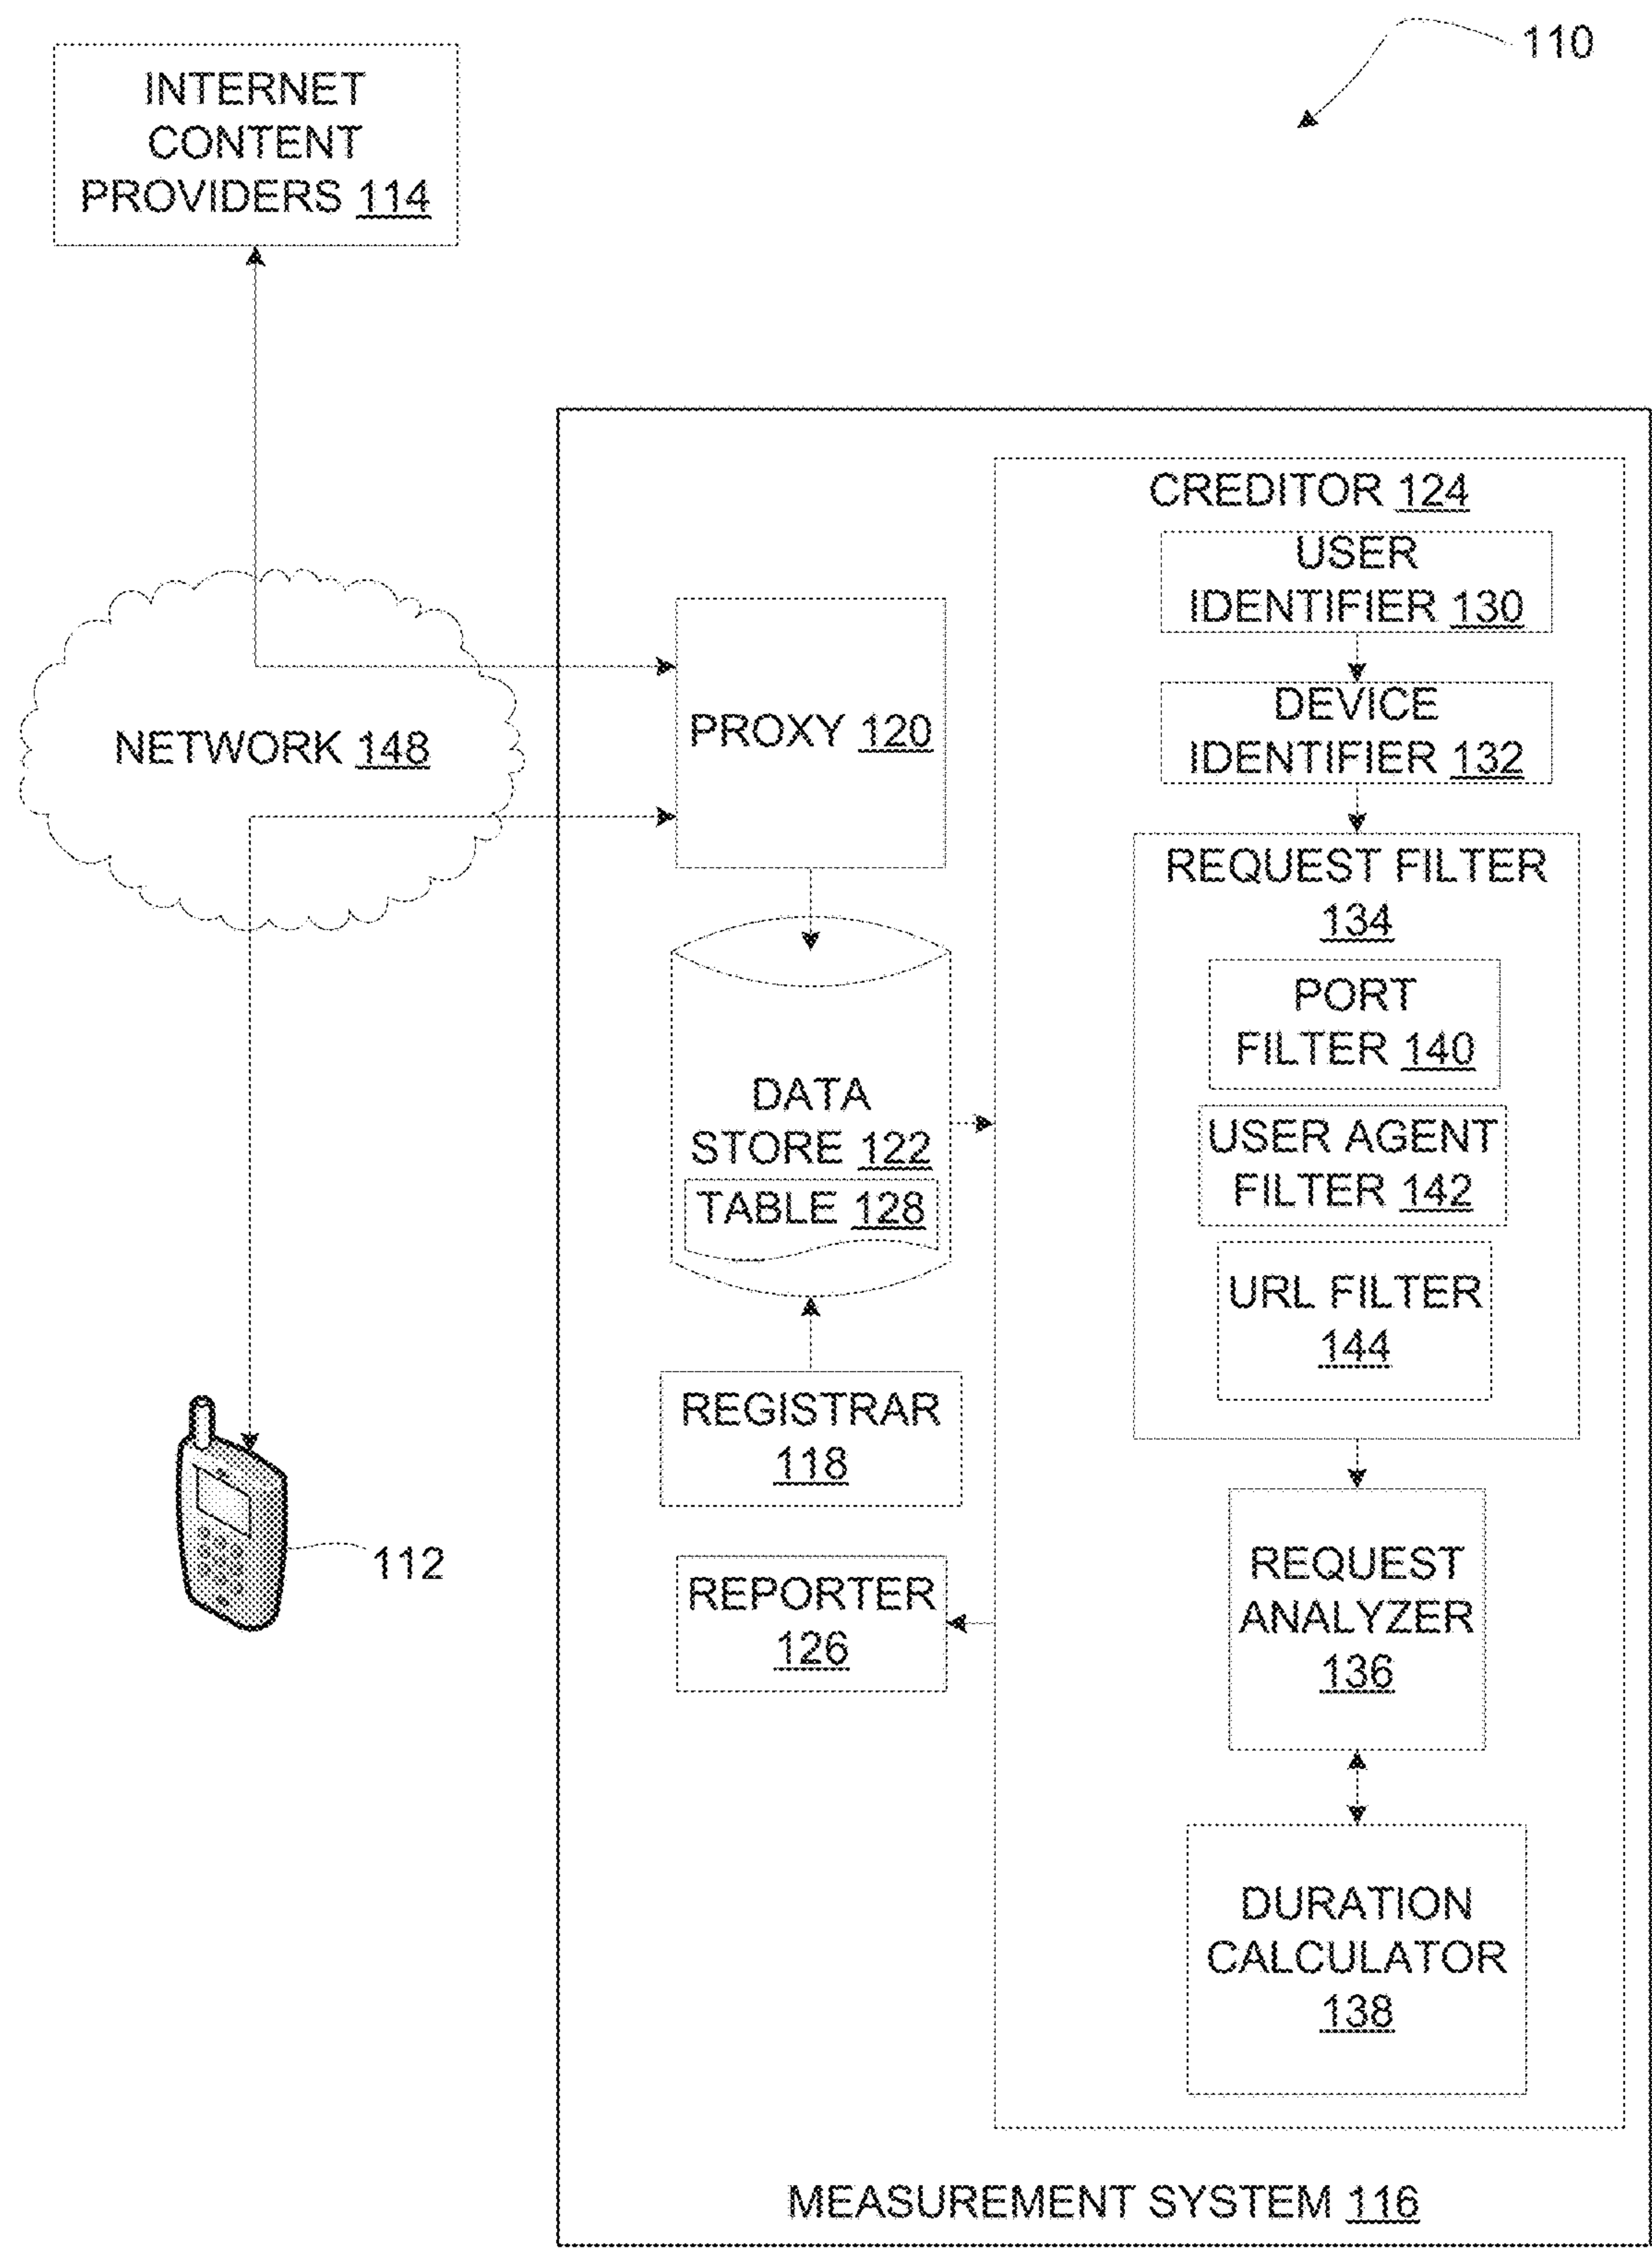 110
INTERNET
CONTENT
PROVIDERS 114
NETWORK 148
112
PROXY 120
DATA
STORE 122
TABLE 128
REGISTRAR
118
REPORTER
126
CREDITOR 124
USER
IDENTIFIER 130
DEVICE
IDENTIFIER 132
REQUEST FILTER
134
PORT
FILTER 140
USER AGENT
FILTER 142
URL FILTER
144
REQUEST
ANALYZER
136
DURATION
CALCULATOR
138
MEASUREMENT SYSTEM 116